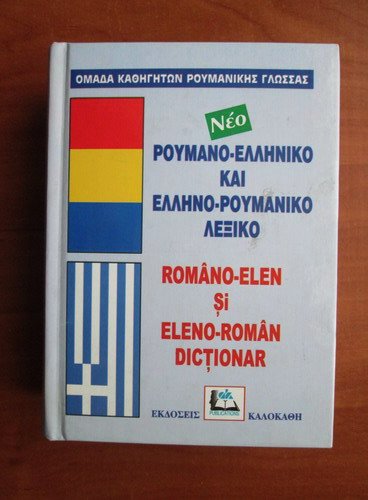 ΟΜΑΔΑ ΚΑΘΗΓΗΤΩΝ ΡΟΥΜΑΝΙΚΗΣ ΓΛΩΣΣΑΣ
Νέο
ΡΟΥΜΑΝΟ-ΕΛΛΗΝΙΚΟ
ΚΑΙ
ΕΛΛΗΝΟ-ΡΟΥΜΑΝΙΚΟ
ΛΕΞΙΚΟ
ROMÂNO-ELEN
Și
ELENO-ROMÂN
DICȚIONAR
ΕΚΔΟΣΕΙΣ ΚΑΛΟΚΑΘΗ
PUBLICATIONS